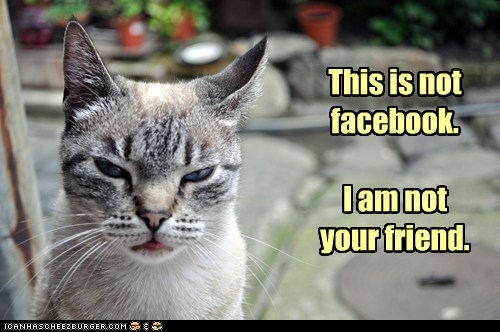 This is not
facebook.
I am not
your friend.
ICANHASCHEEZBURGER.COM